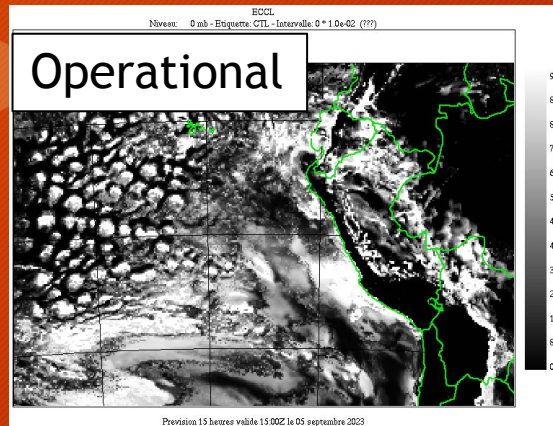 ECCL
Niveau: 0 mb - Etiquette: CTL - Intervalle: 0 * 1.0e-02 (???)
Operational
Prevision 15 heures valide 15:00Z le 05 septembre 2023